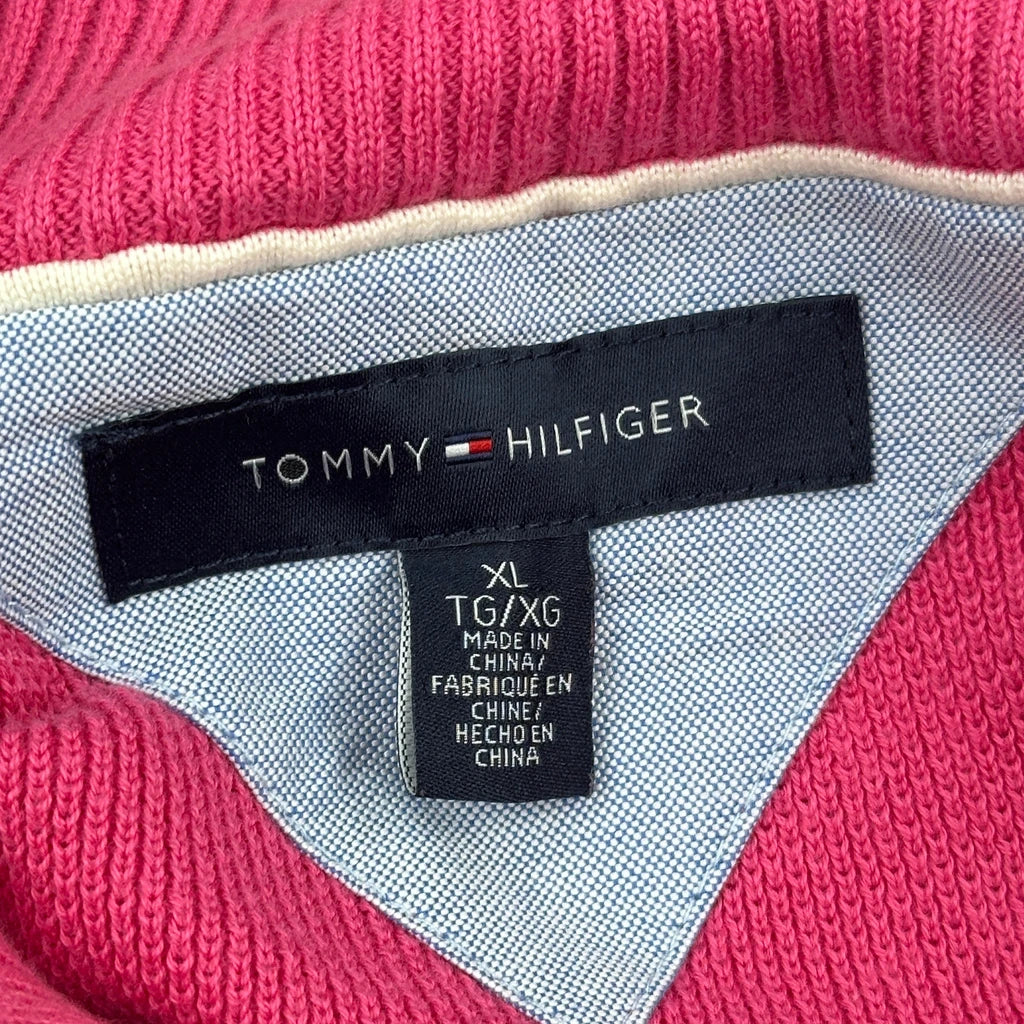 TOMMY HILFIGER
XL
TG/XG
MADE IN
CHINA/
FABRIQUÉ EN
CHINE/
HECHO EN
CHINA